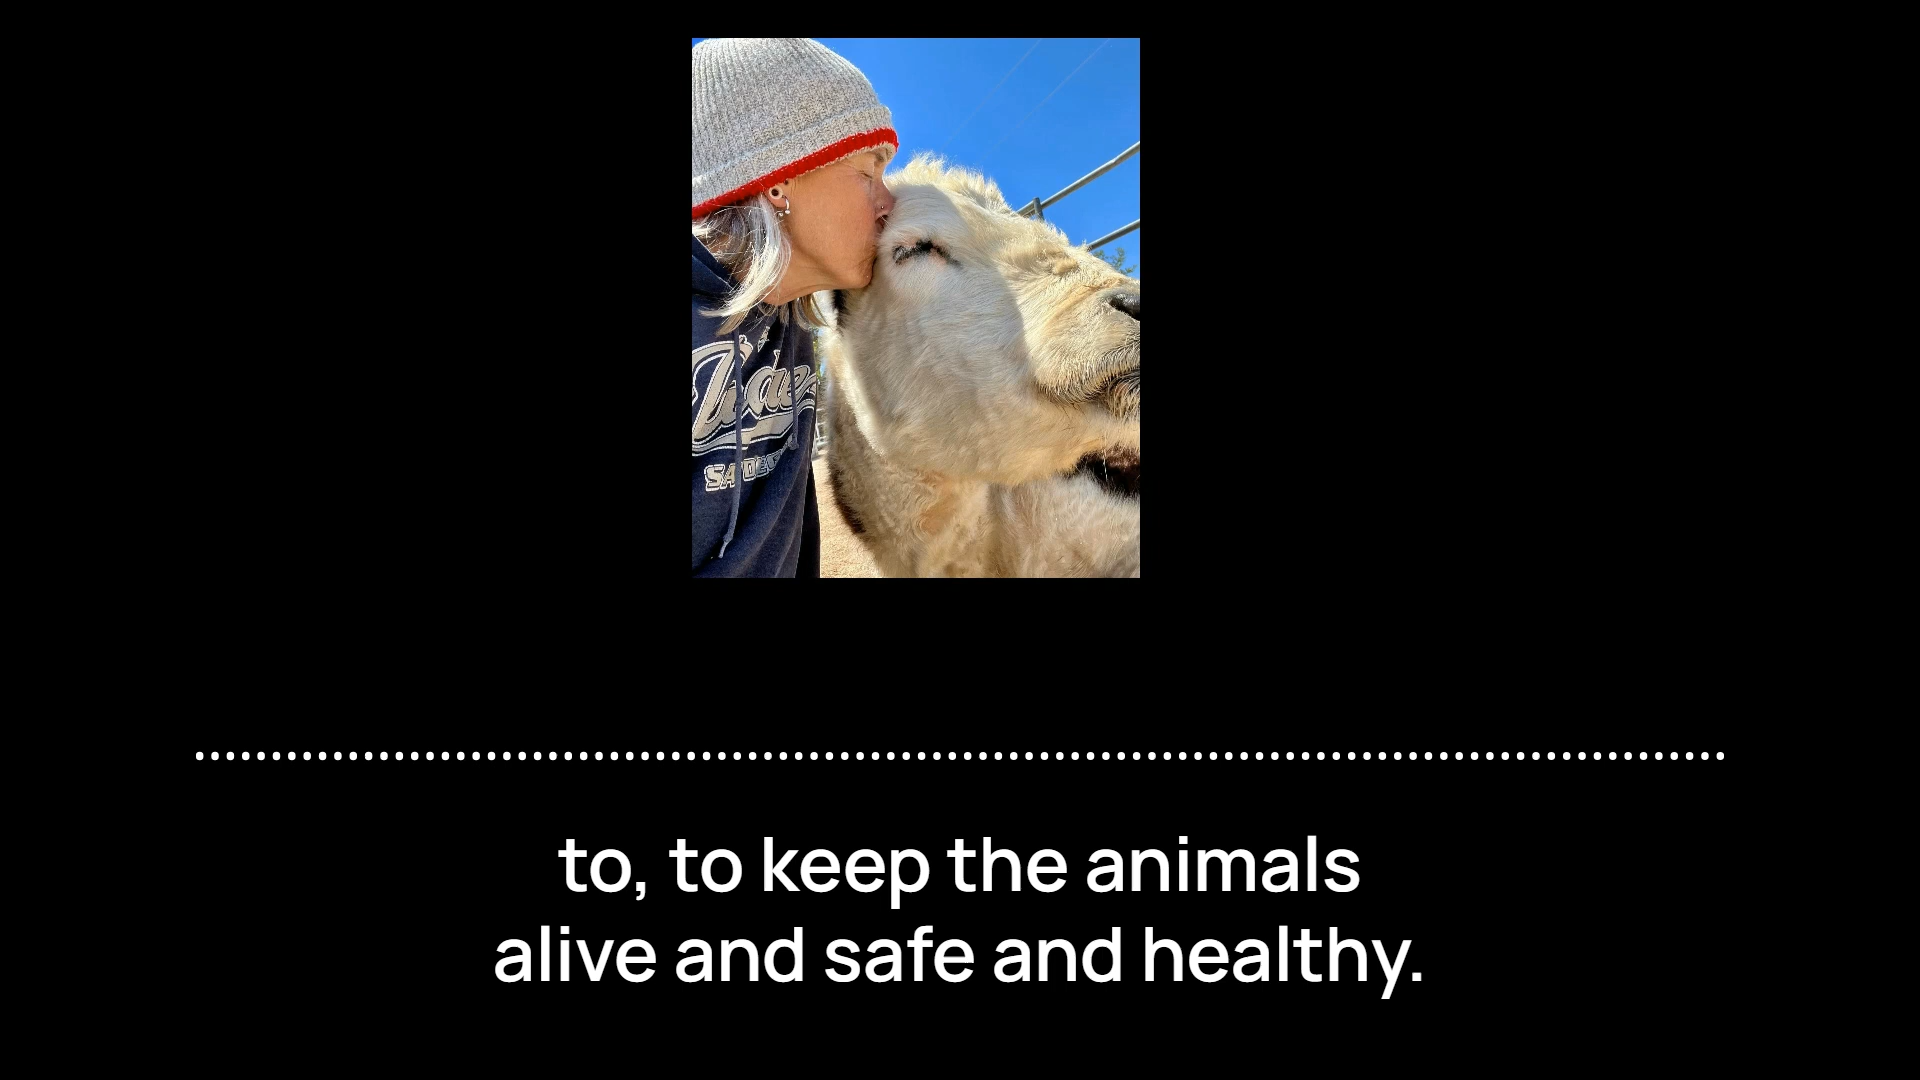 to, to keep the animals
alive and safe and healthy.